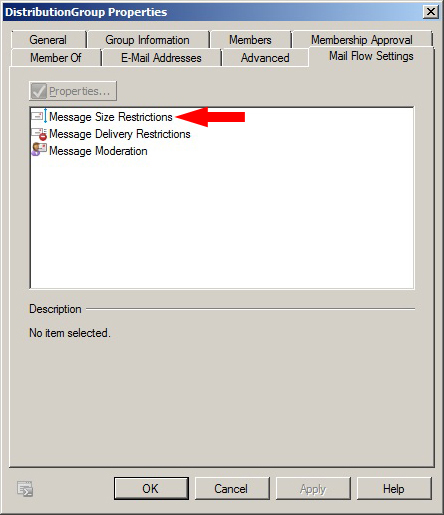 DistributionGroup Properties
General Group Information Members Membership Approval
Member Of E-Mail Addresses Advanced Mail Flow Settings
Properties...
Message Size Restrictions
Message Delivery Restrictions
Message Moderation
Description
No item selected.
OK Cancel Apply Help